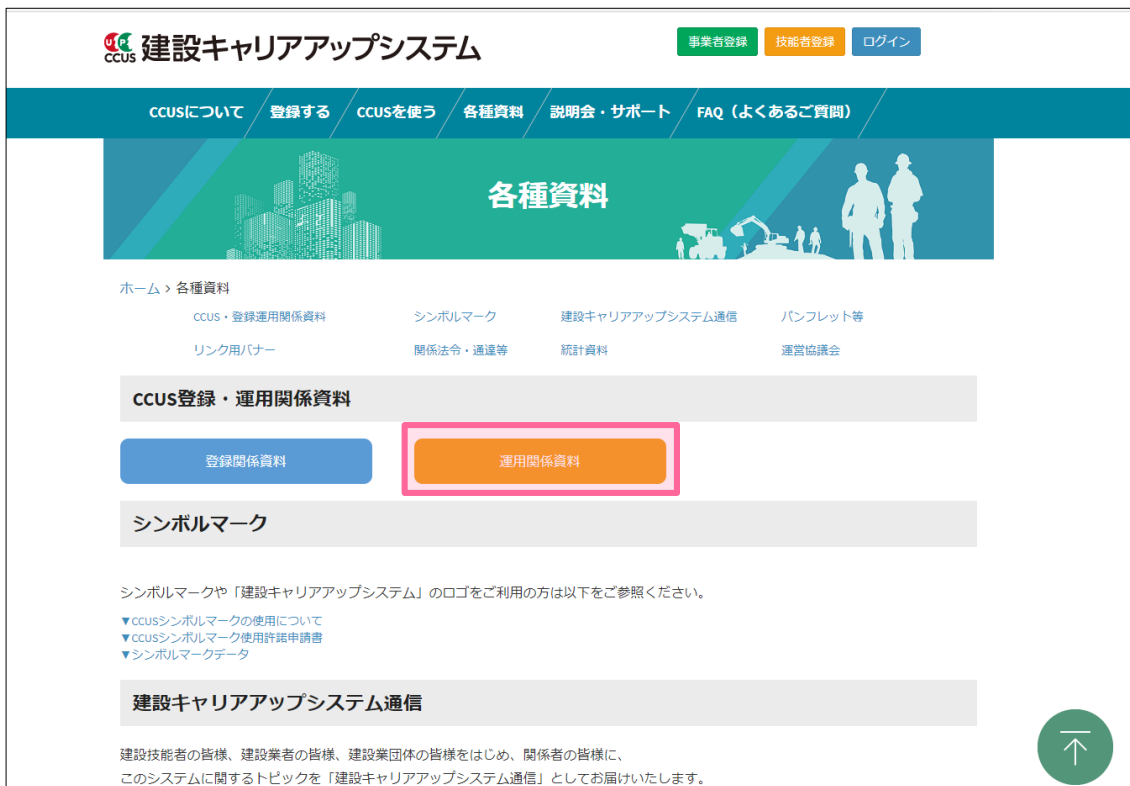 UP CCUS 建設キャリアアップシステム
事業者登録 技能者登録 ログイン
CCUSについて 登録する CCUSを使う 各種資料 説明会・サポート FAQ（よくあるご質問）
各種資料
ホーム > 各種資料
CCUS・登録運用関係資料 シンボルマーク 建設キャリアアップシステム通信 パンフレット等
リンク用バナー 関係法令・通達等 統計資料 運営協議会
CCUS登録・運用関係資料
登録関係資料 運用関係資料
シンボルマーク
シンボルマークや「建設キャリアアップシステム」のロゴをご利用の方は以下をご参照ください。
▼CCUSシンボルマークの使用について
▼CCUSシンボルマーク使用許諾申請書
▼シンボルマークデータ
建設キャリアアップシステム通信
建設技能者の皆様、建設業者の皆様、建設業団体の皆様をはじめ、関係者の皆様に、
このシステムに関するトピックを「建設キャリアアップシステム通信」としてお届けいたします。